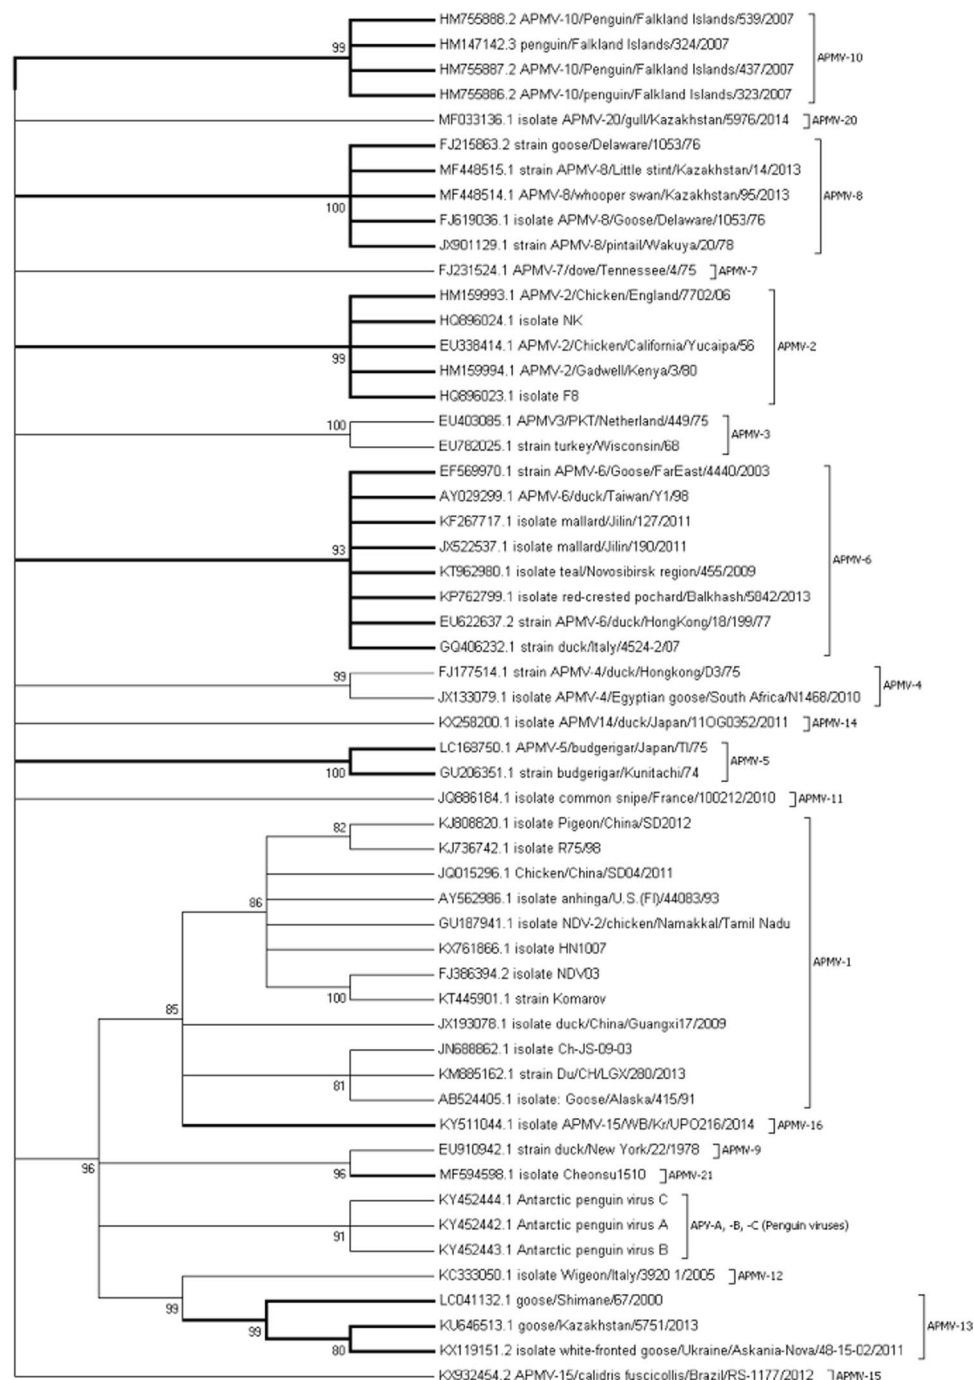 HM755888.2 APMV-10/Penguin/Falkland Islands/539/2007
99
HM147142.3 penguin/Falkland Islands/324/2007
APMV-10
HM755887.2 APMV-10/Penguin/Falkland Islands/437/2007
HM755886.2 APMV-10/penguin/Falkland Islands/323/2007
MF033136.1 isolate APMV-20/gull/Kazakhstan/5976/2014 APMV-20
FJ215863.2 strain goose/Delaware/1053/76
MF448515.1 strain APMV-8/Little stint/Kazakhstan/14/2013
MF448514.1 APMV-8/whooper swan/Kazakhstan/95/2013 APMV-8
100
FJ619036.1 isolate APMV-8/Goose/Delaware/1053/76
JX901129.1 strain APMV-8/pintail/Wakuya/20/78
FJ231524.1 APMV-7/dove/Tennessee/4/75 APMV-7
HM159993.1 APMV-2/Chicken/England/7702/06
HQ896024.1 isolate NK
EU338414.1 APMV-2/Chicken/California/Yucaipa/56 APMV-2
99
HM159994.1 APMV-2/Gadwell/Kenya/3/80
HQ896023.1 isolate F8
100
EU403085.1 APMV3/PKT/Netherland/449/75
APMV-3
EU782025.1 strain turkey/Wisconsin/68
EF569970.1 strain APMV-6/Goose/FarEast/4440/2003
AY029299.1 APMV-6/duck/Taiwan/Y1/98
KF267717.1 isolate mallard/Jilin/127/2011
93
JX522537.1 isolate mallard/Jilin/190/2011
APMV-6
KT962980.1 isolate teal/Novosibirsk region/455/2009
KP762799.1 isolate red-crested pochard/Balkhash/5842/2013
EU622637.2 strain APMV-6/duck/HongKong/18/199/77
GQ406232.1 strain duck/Italy/4524-2/07
99
FJ177514.1 strain APMV-4/duck/Hongkong/D3/75
APMV-4
JX133079.1 isolate APMV-4/Egyptian goose/South Africa/N1468/2010
KX258200.1 isolate APMV14/duck/Japan/11OG0352/2011 APMV-14
LC168750.1 APMV-5/budgerigar/Japan/TI/75
APMV-5
100
GU206351.1 strain budgerigar/Kunitachi/74
JQ886184.1 isolate common snipe/France/100212/2010 APMV-11
82
KJ808820.1 isolate Pigeon/China/SD2012
KJ736742.1 isolate R75/98
JQ015296.1 Chicken/China/SD04/2011
86
AY562986.1 isolate anhinga/U.S.(Fl)/44083/93
GU187941.1 isolate NDV-2/chicken/Namakkal/Tamil Nadu
KX761866.1 isolate HN1007
APMV-1
FJ386394.2 isolate NDV03
100
KT445901.1 strain Komarov
85
JX193078.1 isolate duck/China/Guangxi17/2009
JN688862.1 isolate Ch-JS-09-03
KM885162.1 strain Du/CH/LGX/280/2013
81
AB524405.1 isolate: Goose/Alaska/415/91
KY511044.1 isolate APMV-15/WB/Kr/UPO216/2014 APMV-16
EU910942.1 strain duck/New York/22/1978 APMV-9
96
96
MF594598.1 isolate Cheonsu1510 APMV-21
KY452444.1 Antarctic penguin virus C
KY452442.1 Antarctic penguin virus A APV-A, -B, -C (Penguin viruses)
91
KY452443.1 Antarctic penguin virus B
KC333050.1 isolate Wigeon/Italy/3920 1/2005 APMV-12
99
LC041132.1 goose/Shimane/67/2000
99
KU646513.1 goose/Kazakhstan/5751/2013 APMV-13
80
KX119151.2 isolate white-fronted goose/Ukraine/Askania-Nova/48-15-02/2011
KX932454.2 APMV-15/calidris fuscicollis/Brazil/RS-1177/2012 APMV-15